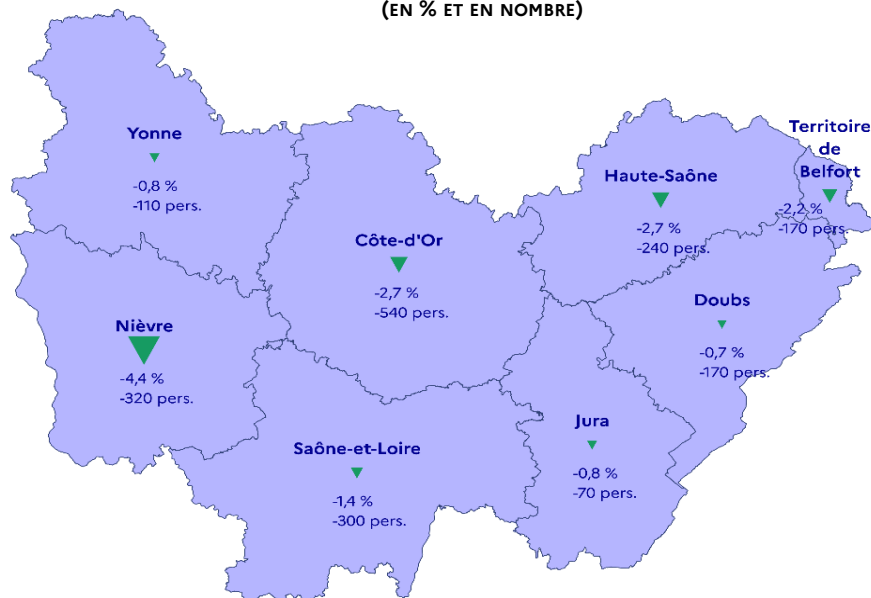 (EN % ET EN NOMBRE)
Yonne
-0,8 %
-110 pers.
Territoire
de
Belfort
-2,2 %
-170 pers.
Haute-Saône
-2,7 %
-240 pers.
Côte-d'Or
-2,7 %
-540 pers.
Nièvre
-4,4 %
-320 pers.
Doubs
-0,7 %
-170 pers.
Jura
-0,8 %
-70 pers.
Saône-et-Loire
-1,4 %
-300 pers.